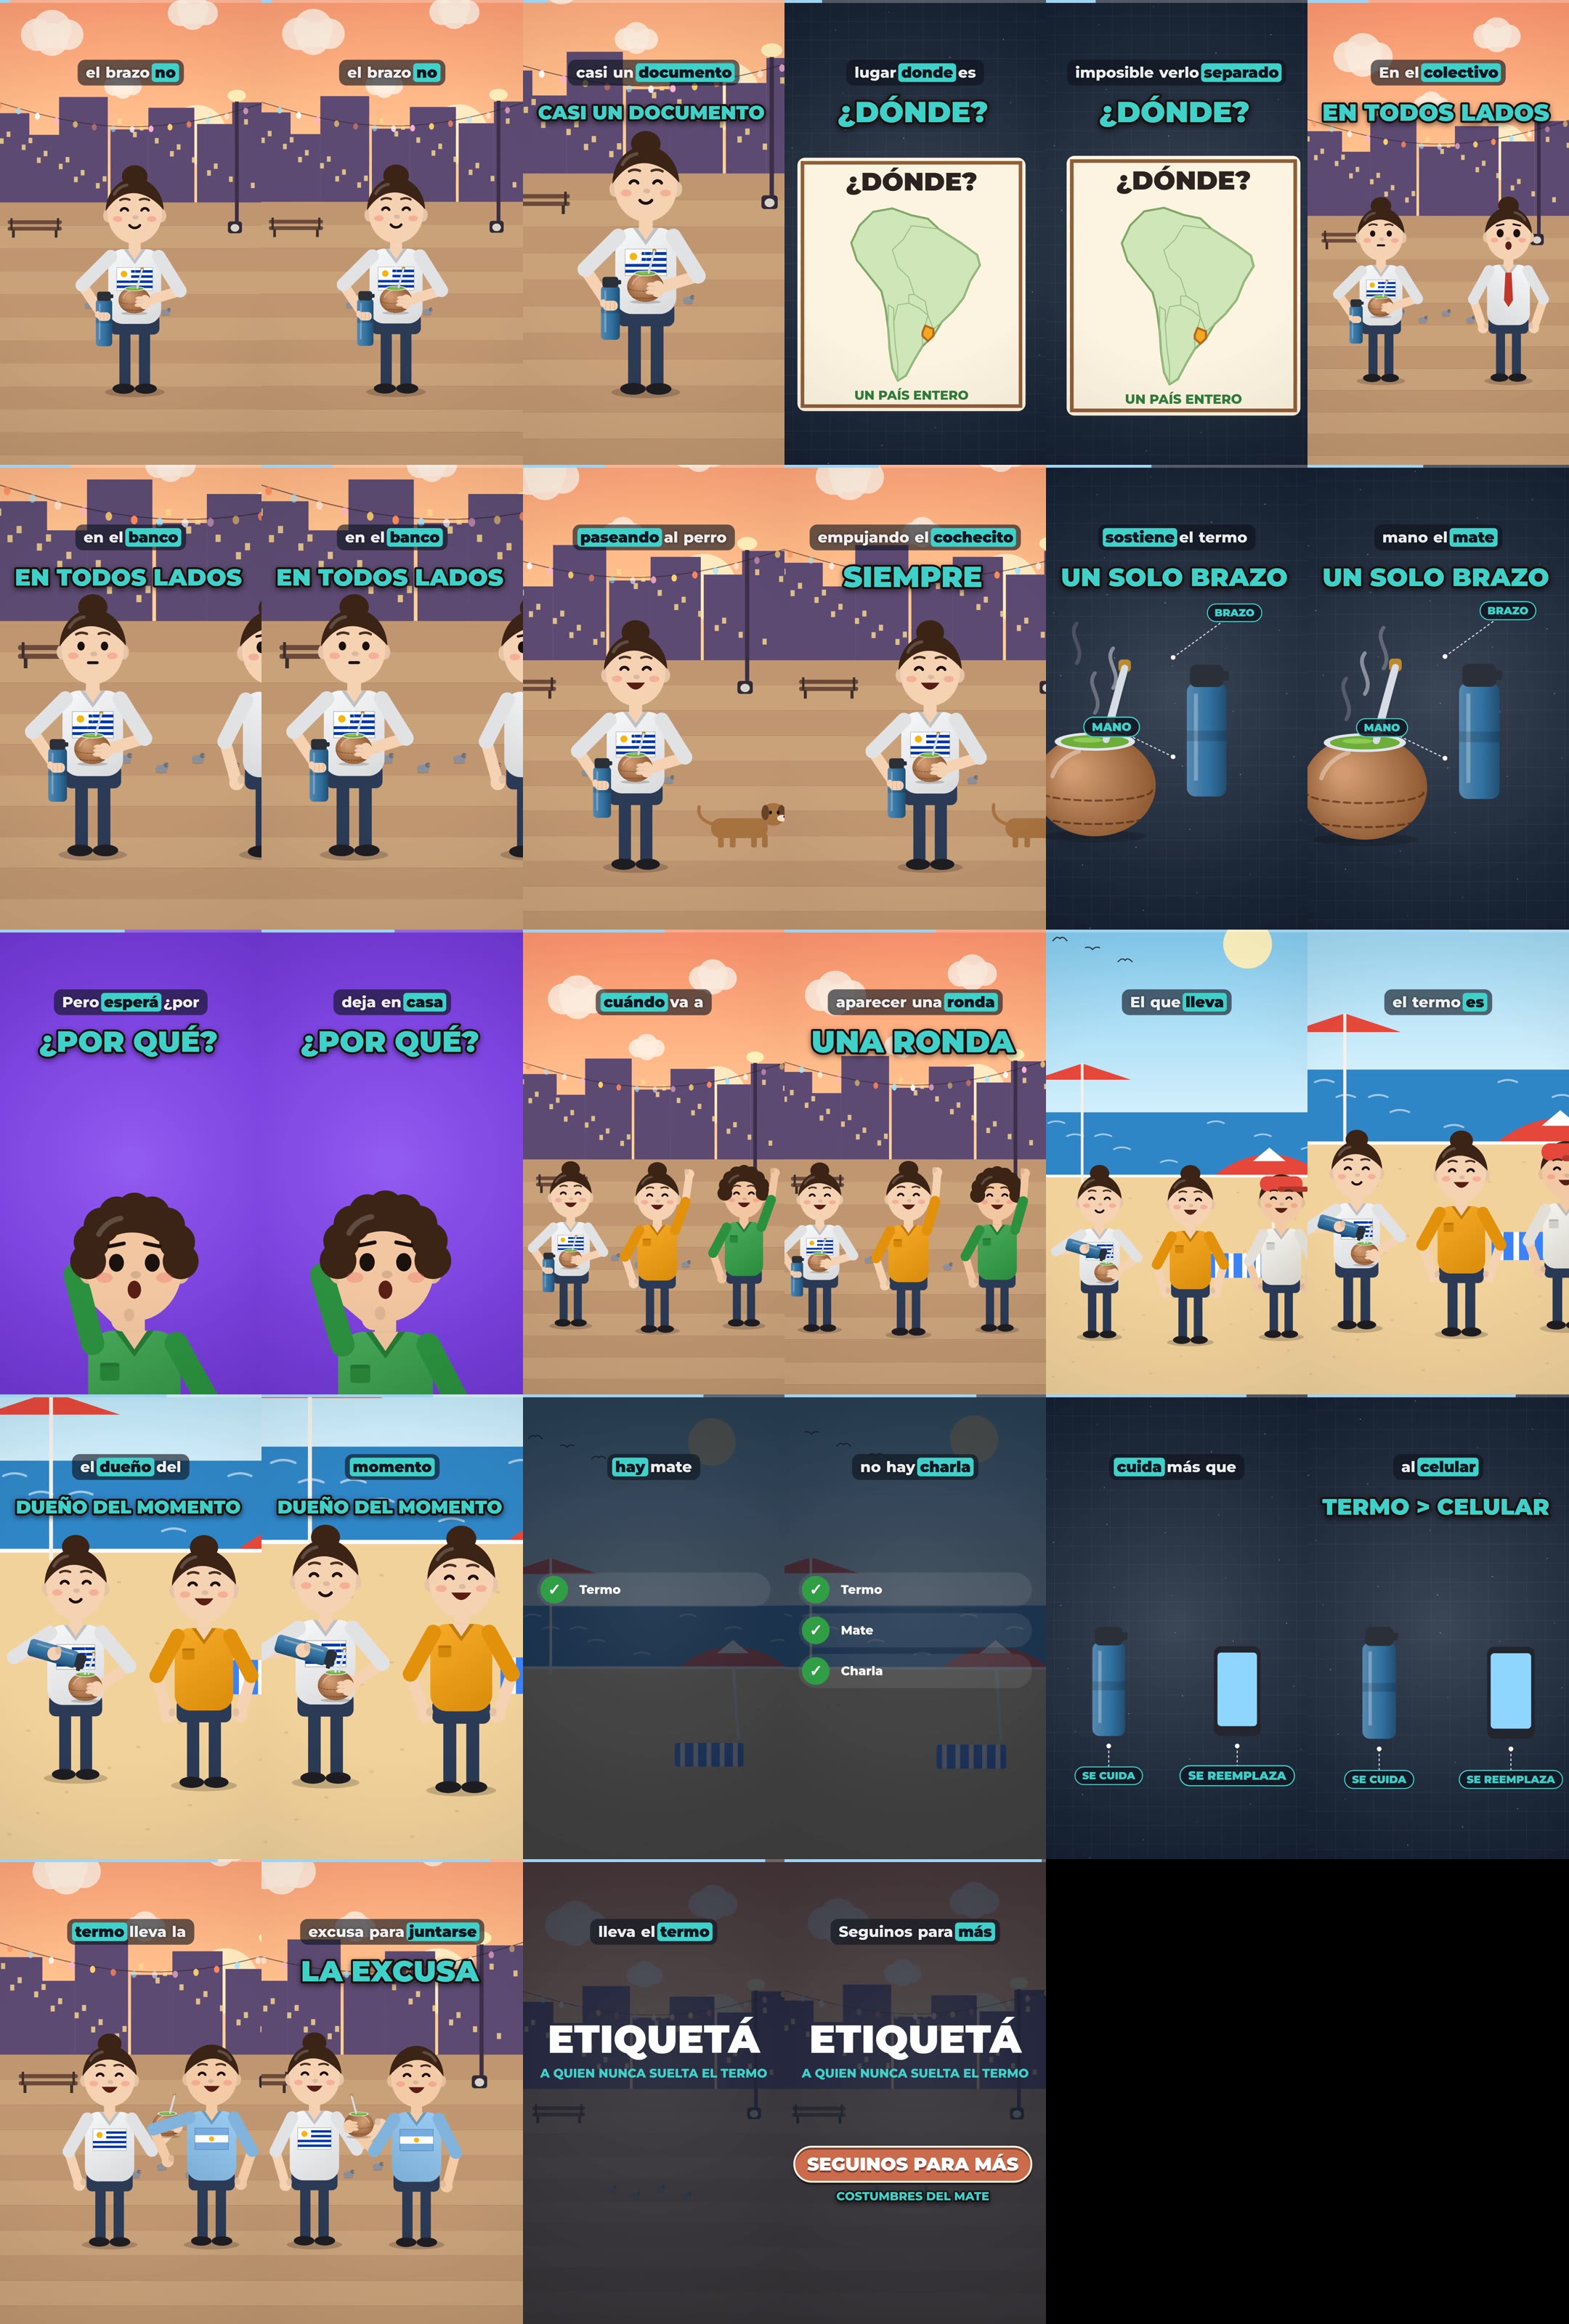 el brazo no
el brazo no
casi un documento
CASI UN DOCUMENTO
lugar donde es
¿DÓNDE?
¿DÓNDE?
UN PAÍS ENTERO
imposible verlo separado
¿DÓNDE?
¿DÓNDE?
UN PAÍS ENTERO
En el colectivo
EN TODOS LADOS
en el banco
EN TODOS LADOS
en el banco
EN TODOS LADOS
paseando al perro
empujando el cochecito
SIEMPRE
sostiene el termo
UN SOLO BRAZO
BRAZO
MANO
mano el mate
UN SOLO BRAZO
BRAZO
MANO
Pero esperá ¿por
¿POR QUÉ?
deja en casa
¿POR QUÉ?
cuándo va a
aparecer una ronda
UNA RONDA
El que lleva
el termo es
el dueño del
DUEÑO DEL MOMENTO
momento
DUEÑO DEL MOMENTO
hay mate
Termo
no hay charla
Termo
Mate
Charla
cuida más que
SE CUIDA
SE REEMPLAZA
al celular
TERMO > CELULAR
SE CUIDA
SE REEMPLAZA
termo lleva la
excusa para juntarse
LA EXCUSA
lleva el termo
ETIQUETÁ
A QUIEN NUNCA SUELTA EL TERMO
Seguinos para más
ETIQUETÁ
A QUIEN NUNCA SUELTA EL TERMO
SEGUINOS PARA MÁS
COSTUMBRES DEL MATE